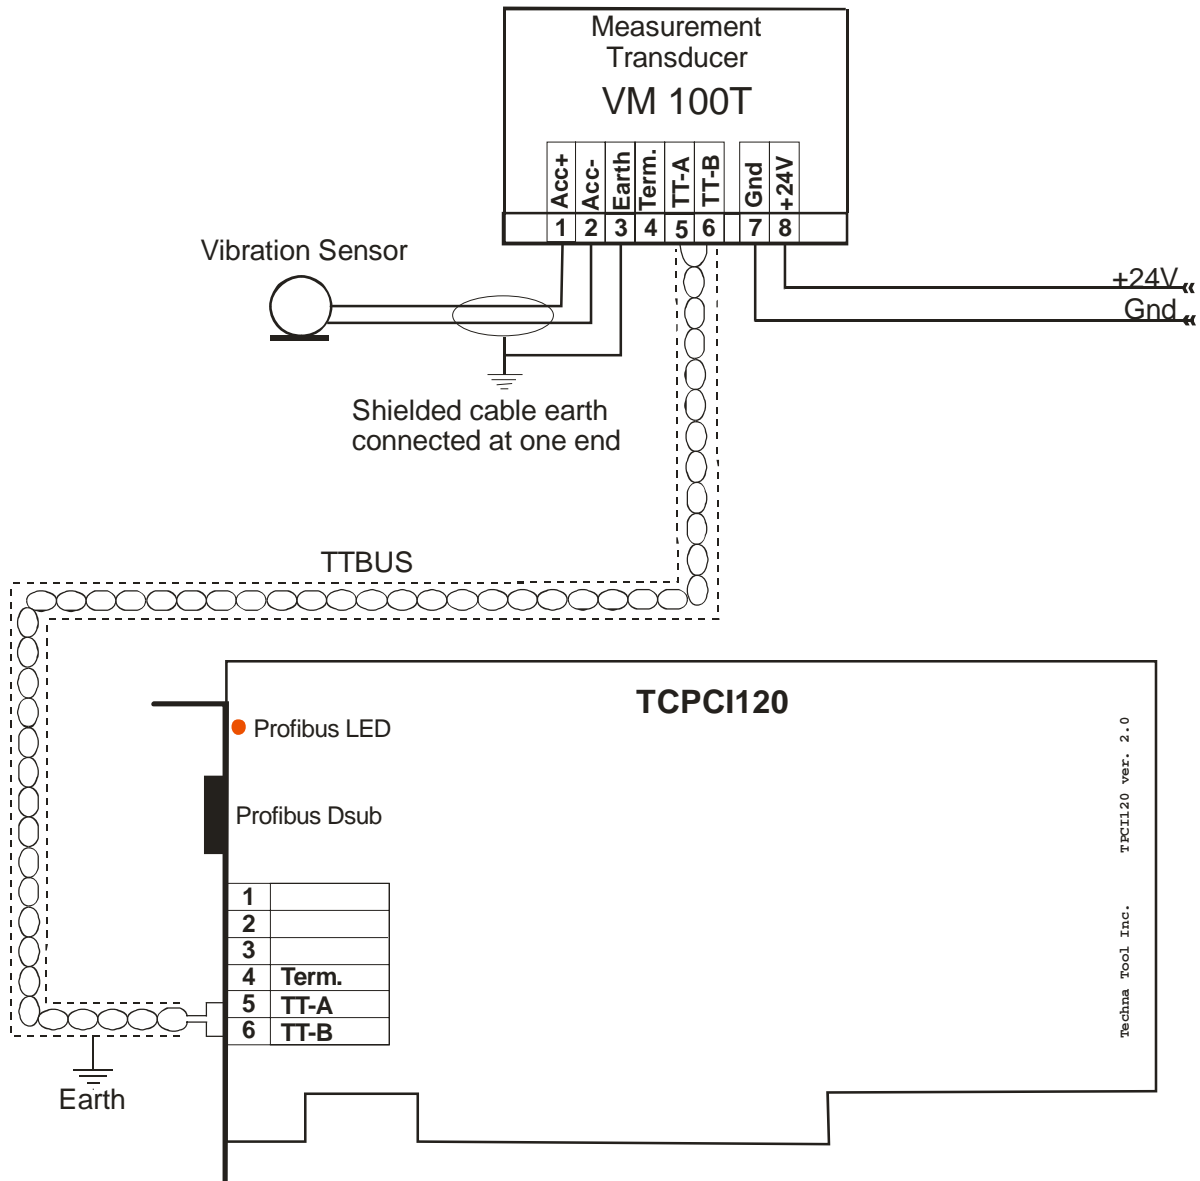 Measurement
Transducer
VM 100T
Acc+
Acc-
Earth
Term.
TT-A
TT-B
Gnd
+24V
1 2 3 4 5 6 7 8
Vibration Sensor
+24V
Gnd
Shielded cable earth
connected at one end
TTBUS
TCPCI120
Profibus LED
Profibus Dsub
1
2
3
4 Term.
5 TT-A
6 TT-B
Earth
Techna Tool Inc. TPCI120 ver. 2.0